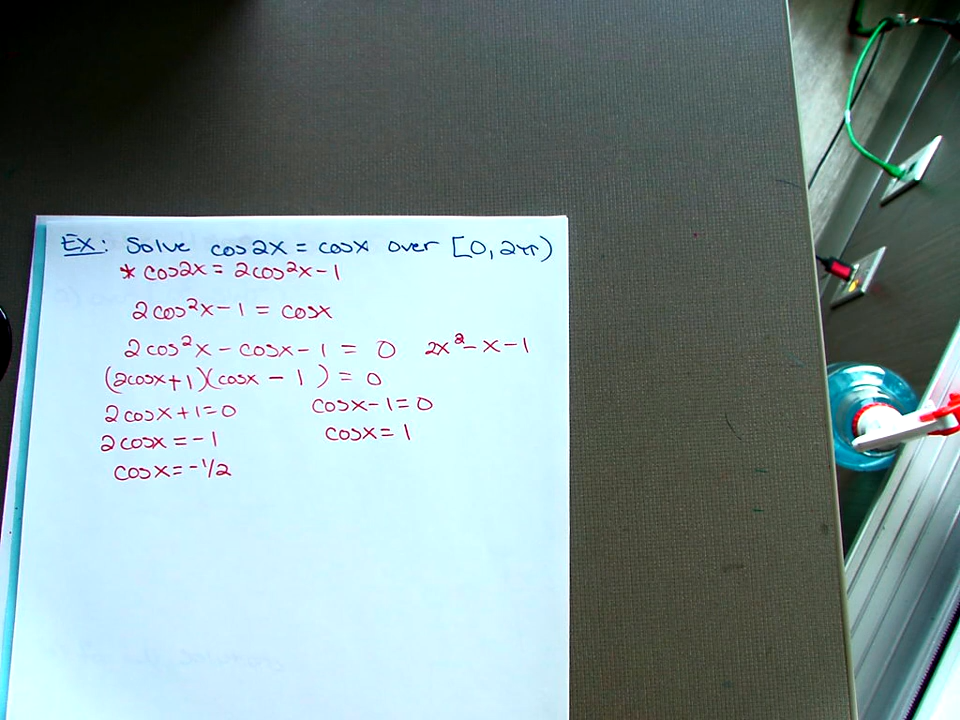 Ex: Solve cos2x = cosx over [0, 2π)
* cos2x = 2cos²x - 1
2cos²x - 1 = cosx
2cos²x - cosx - 1 = 0 2x² - x - 1
(2cosx+1)(cosx - 1) = 0
2cosx+1=0 cosx-1=0
2cosx = -1 cosx = 1
cosx = -1/2